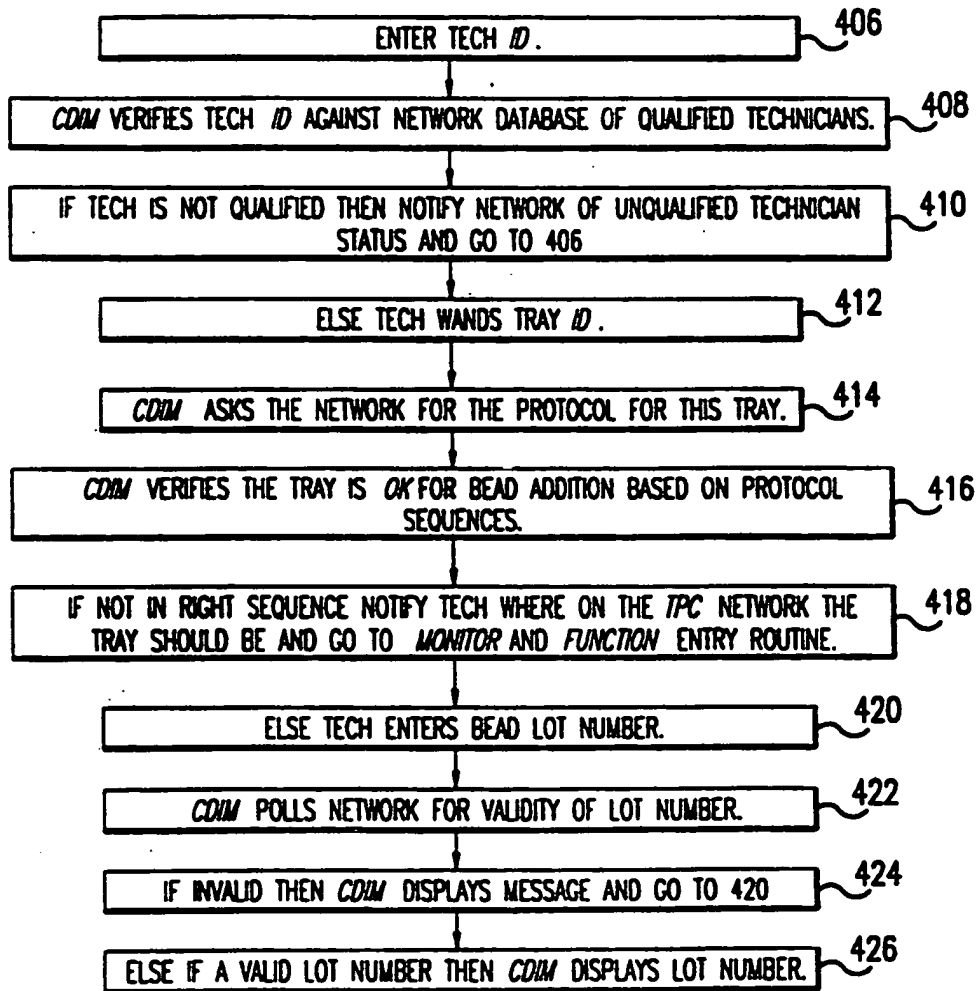 ENTER TECH ID. 406
CDIM VERIFIES TECH ID AGAINST NETWORK DATABASE OF QUALIFIED TECHNICIANS. 408
IF TECH IS NOT QUALIFIED THEN NOTIFY NETWORK OF UNQUALIFIED TECHNICIAN
STATUS AND GO TO 406
410
ELSE TECH WANDS TRAY ID. 412
CDIM ASKS THE NETWORK FOR THE PROTOCOL FOR THIS TRAY. 414
CDIM VERIFIES THE TRAY IS OK FOR BEAD ADDITION BASED ON PROTOCOL
SEQUENCES.
416
IF NOT IN RIGHT SEQUENCE NOTIFY TECH WHERE ON THE TPC NETWORK THE
TRAY SHOULD BE AND GO TO MONITOR AND FUNCTION ENTRY ROUTINE.
418
ELSE TECH ENTERS BEAD LOT NUMBER. 420
CDIM POLLS NETWORK FOR VALIDITY OF LOT NUMBER. 422
IF INVALID THEN CDIM DISPLAYS MESSAGE AND GO TO 420 424
ELSE IF A VALID LOT NUMBER THEN CDIM DISPLAYS LOT NUMBER. 426